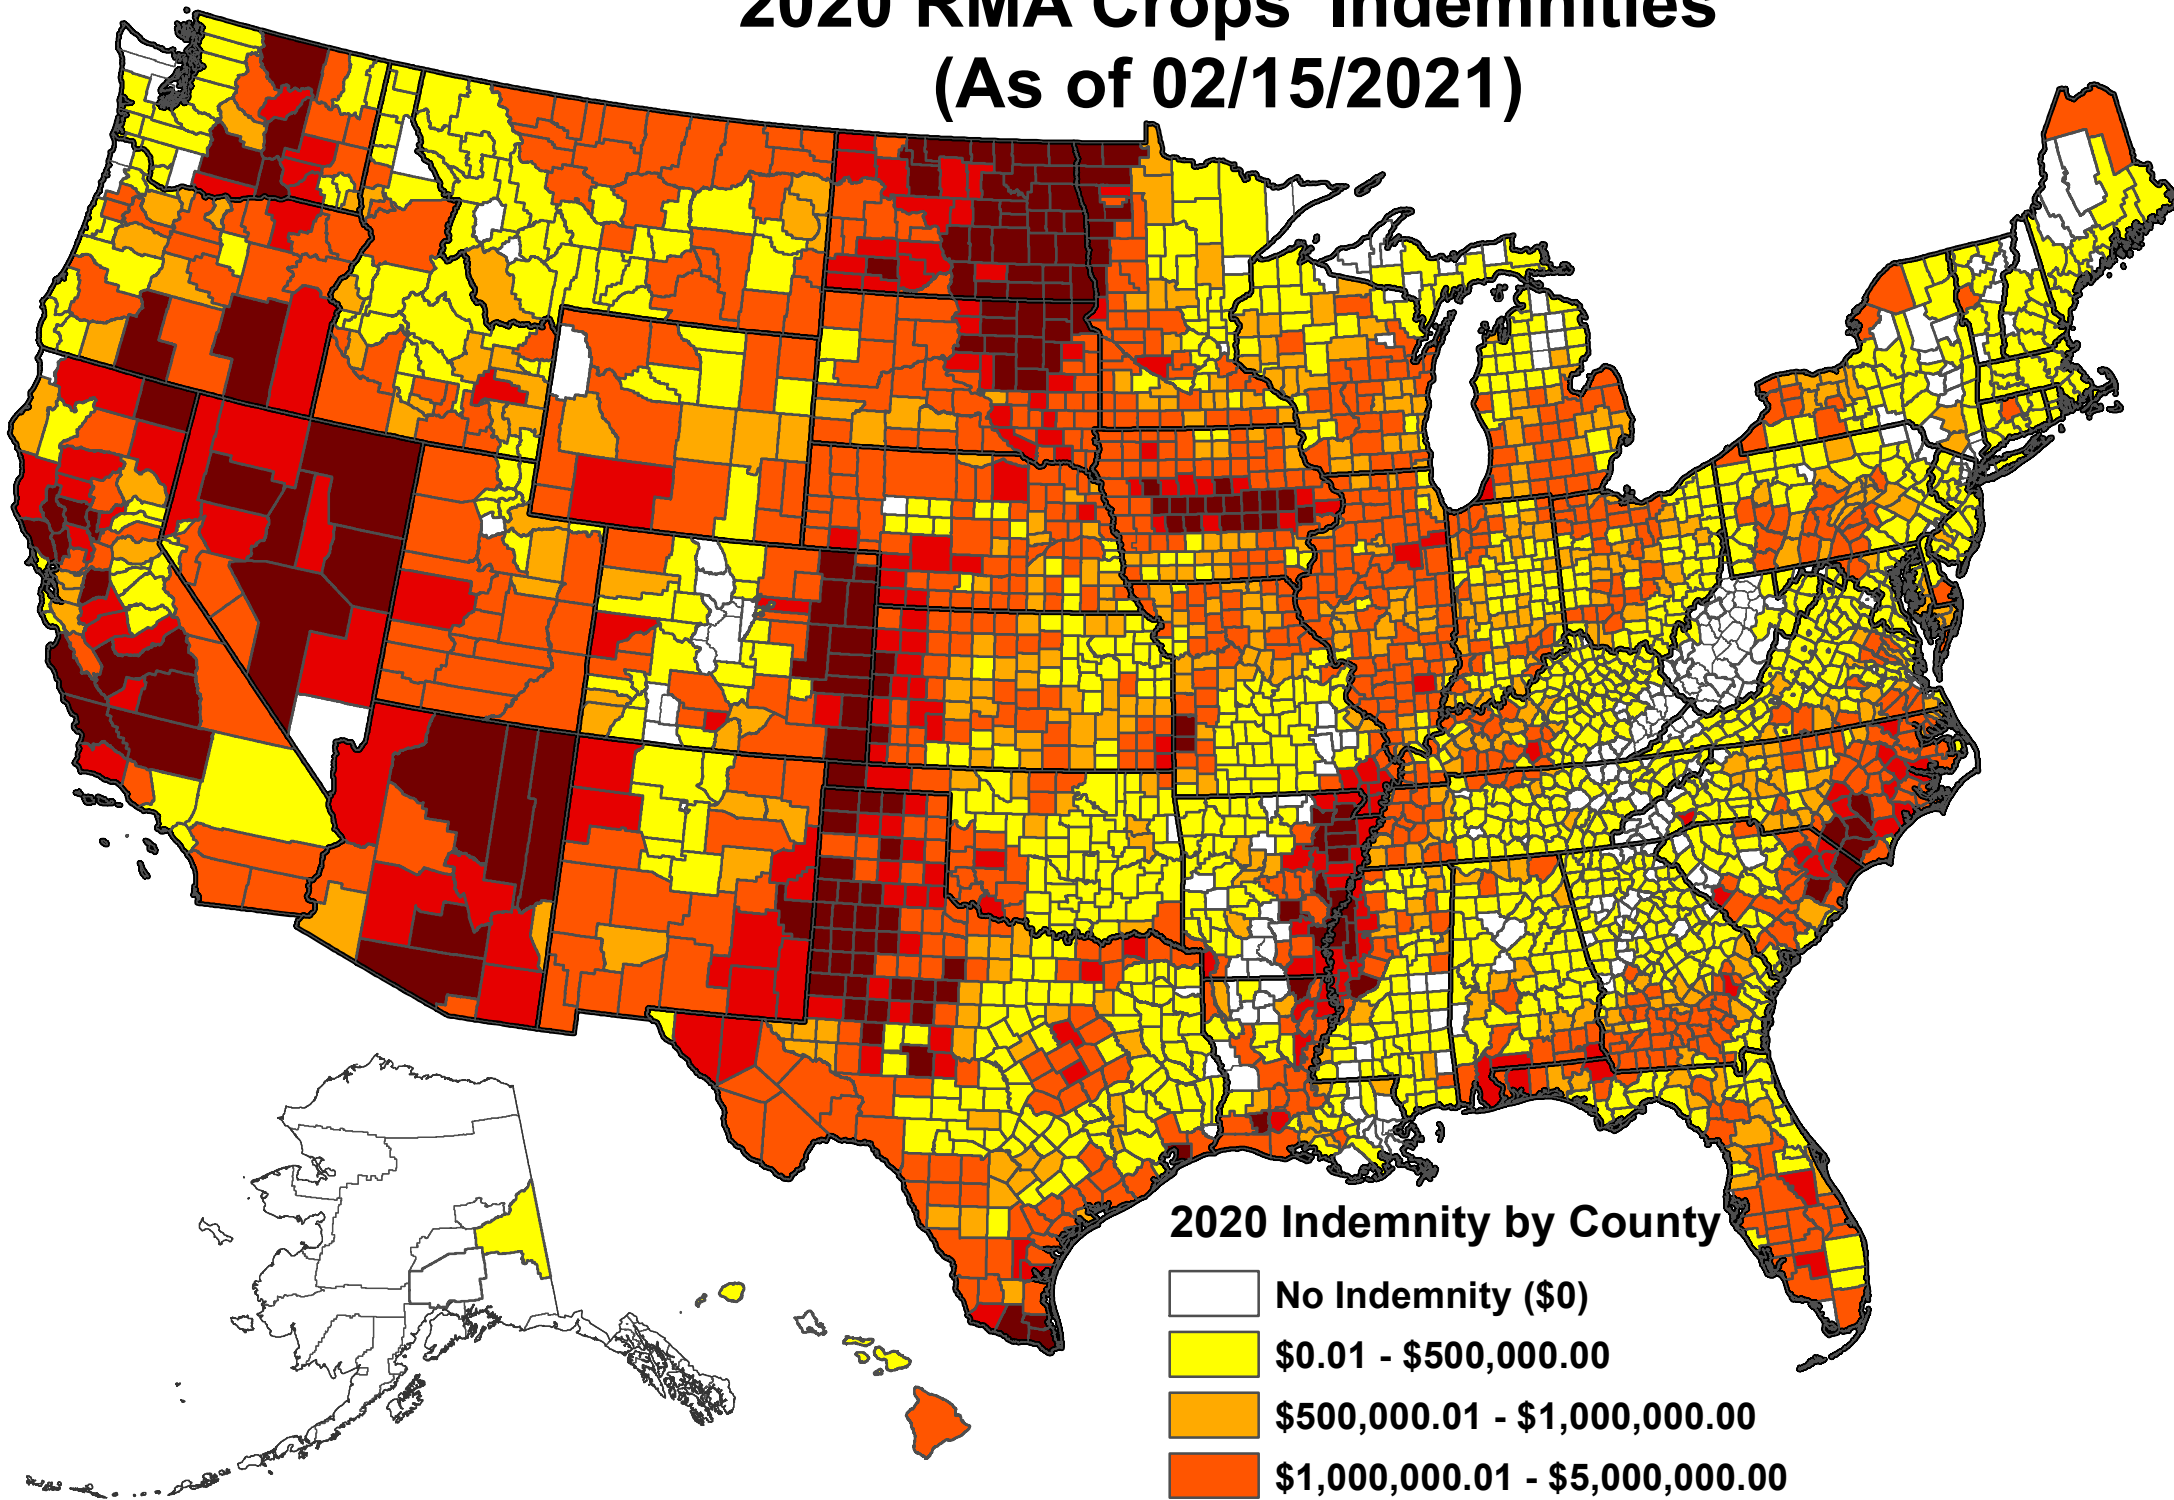 2020 RMA Crops' Indemnities
(As of 02/15/2021)
2020 Indemnity by County
No Indemnity ($0)
$0.01 - $500,000.00
$500,000.01 - $1,000,000.00
$1,000,000.01 - $5,000,000.00